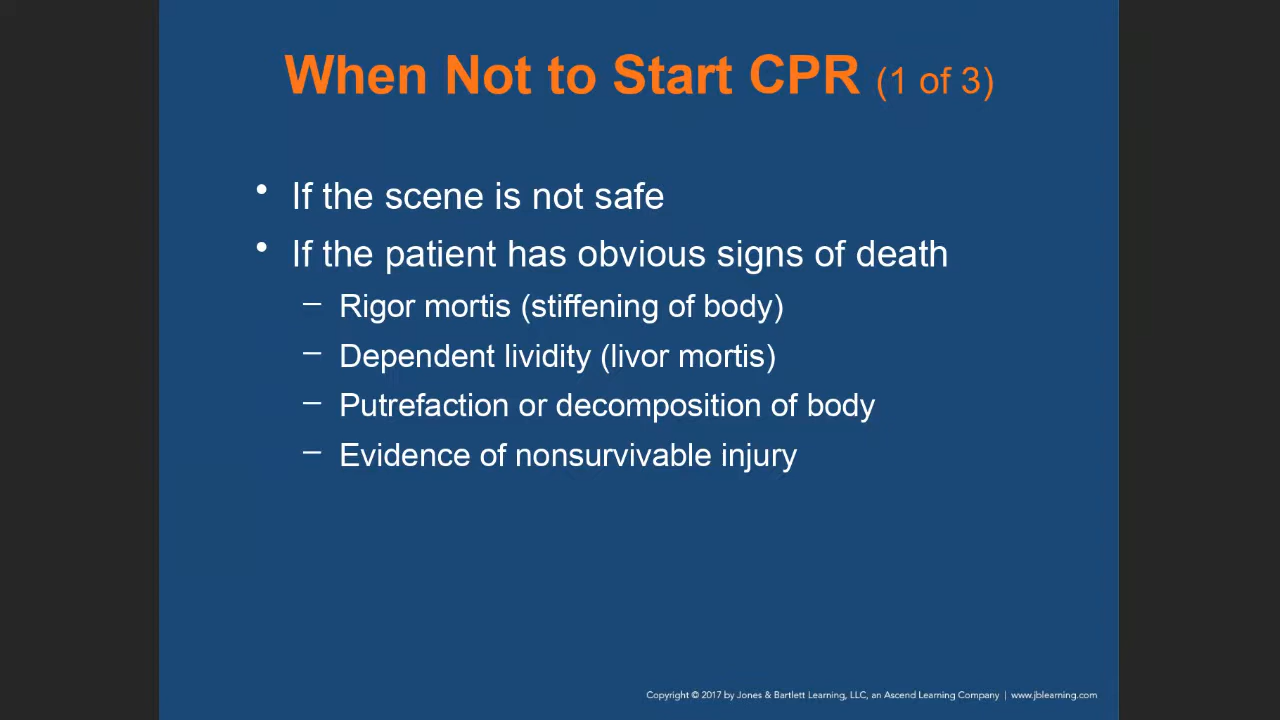 When Not to Start CPR (1 of 3)
• If the scene is not safe
• If the patient has obvious signs of death
– Rigor mortis (stiffening of body)
– Dependent lividity (livor mortis)
– Putrefaction or decomposition of body
– Evidence of nonsurvivable injury
Copyright © 2017 by Jones & Bartlett Learning, LLC, an Ascend Learning Company | www.jblearning.com